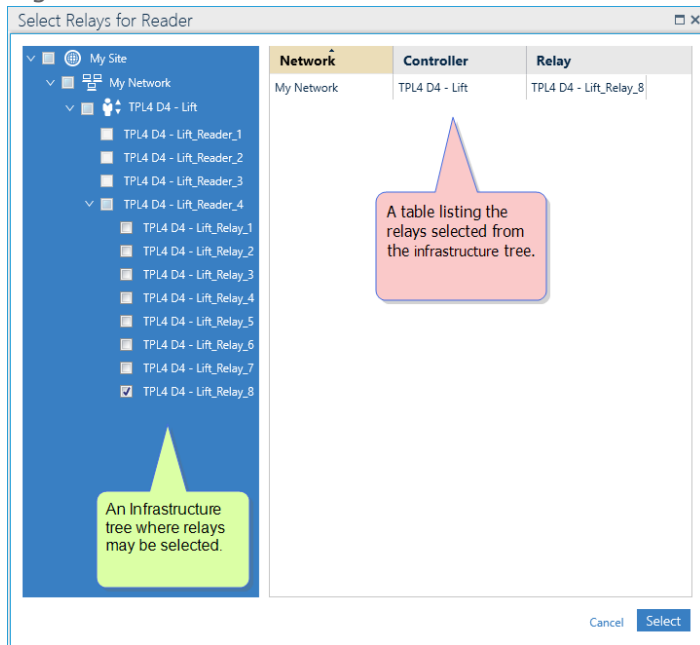 Select Relays for Reader
My Site
My Network
TPL4 D4 - Lift
TPL4 D4 - Lift_Reader_1
TPL4 D4 - Lift_Reader_2
TPL4 D4 - Lift_Reader_3
TPL4 D4 - Lift_Reader_4
TPL4 D4 - Lift_Relay_1
TPL4 D4 - Lift_Relay_2
TPL4 D4 - Lift_Relay_3
TPL4 D4 - Lift_Relay_4
TPL4 D4 - Lift_Relay_5
TPL4 D4 - Lift_Relay_6
TPL4 D4 - Lift_Relay_7
TPL4 D4 - Lift_Relay_8
An Infrastructure
tree where relays
may be selected.
Network Controller Relay
My Network TPL4 D4 - Lift TPL4 D4 - Lift_Relay_8
A table listing the
relays selected from
the infrastructure tree.
Cancel Select